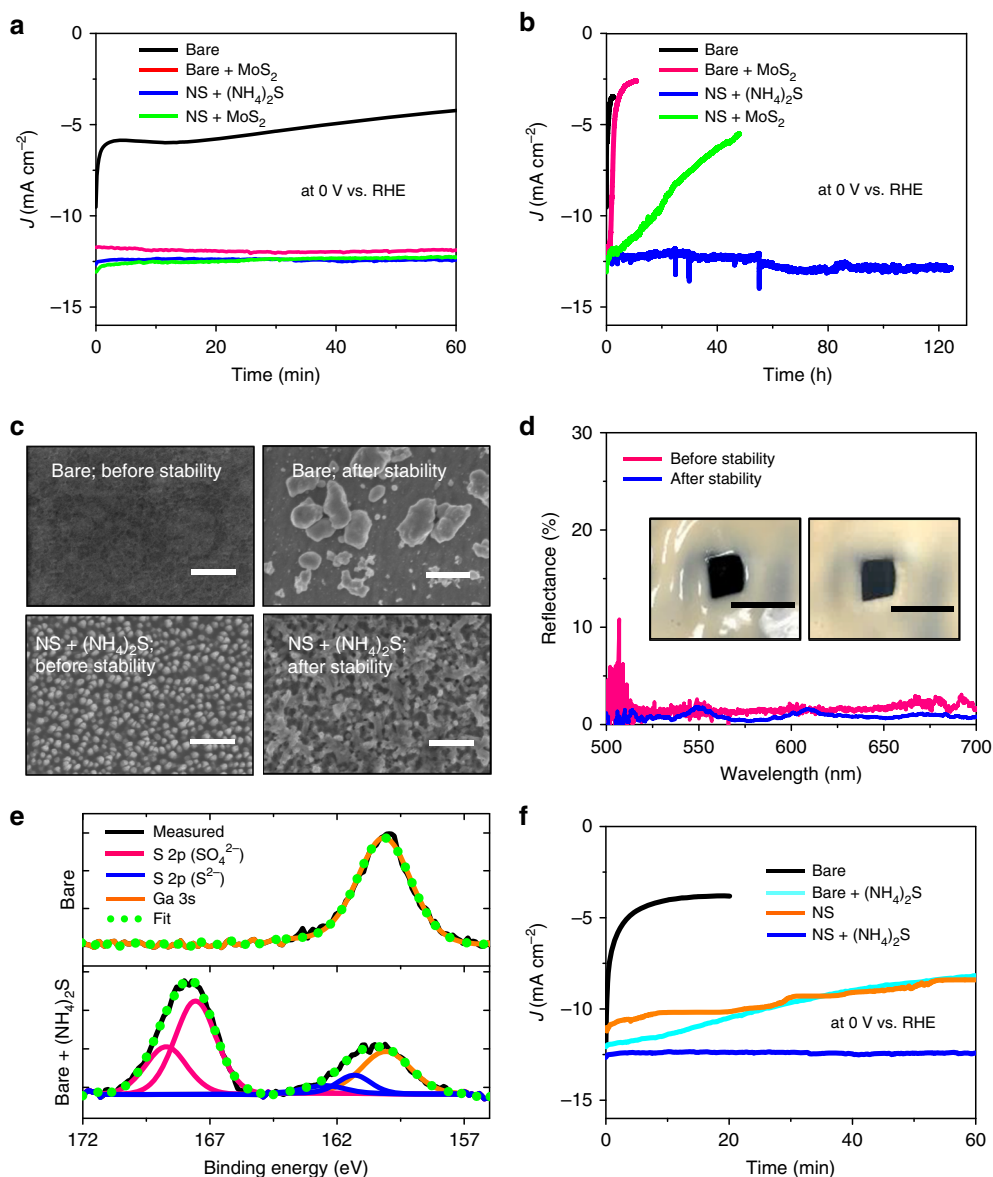 a
0
−5
−10
−15
J (mA cm⁻²)
Bare
Bare + MoS₂
NS + (NH₄)₂S
NS + MoS₂
at 0 V vs. RHE
0 20 40 60
Time (min)
b
0
−5
−10
−15
J (mA cm⁻²)
Bare
Bare + MoS₂
NS + (NH₄)₂S
NS + MoS₂
at 0 V vs. RHE
0 40 80 120
Time (h)
c
Bare; before stability
Bare; after stability
NS + (NH₄)₂S;
before stability
NS + (NH₄)₂S;
after stability
d
30
20
10
0
Reflectance (%)
Before stability
After stability
500 550 600 650 700
Wavelength (nm)
e
Measured
S 2p (SO₄²⁻)
S 2p (S²⁻)
Ga 3s
Fit
Bare
Bare + (NH₄)₂S
172 167 162 157
Binding energy (eV)
f
0
−5
−10
−15
J (mA cm⁻²)
Bare
Bare + (NH₄)₂S
NS
NS + (NH₄)₂S
at 0 V vs. RHE
0 20 40 60
Time (min)